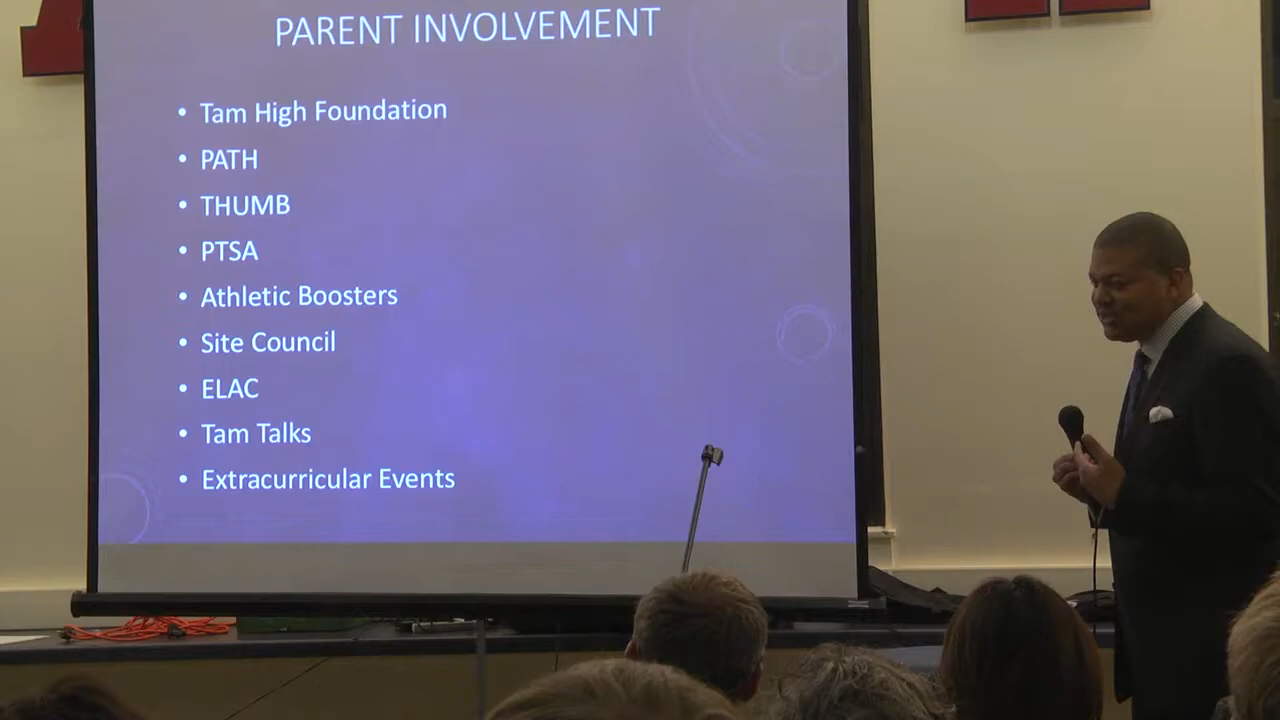 PARENT INVOLVEMENT
• Tam High Foundation
• PATH
• THUMB
• PTSA
• Athletic Boosters
• Site Council
• ELAC
• Tam Talks
• Extracurricular Events